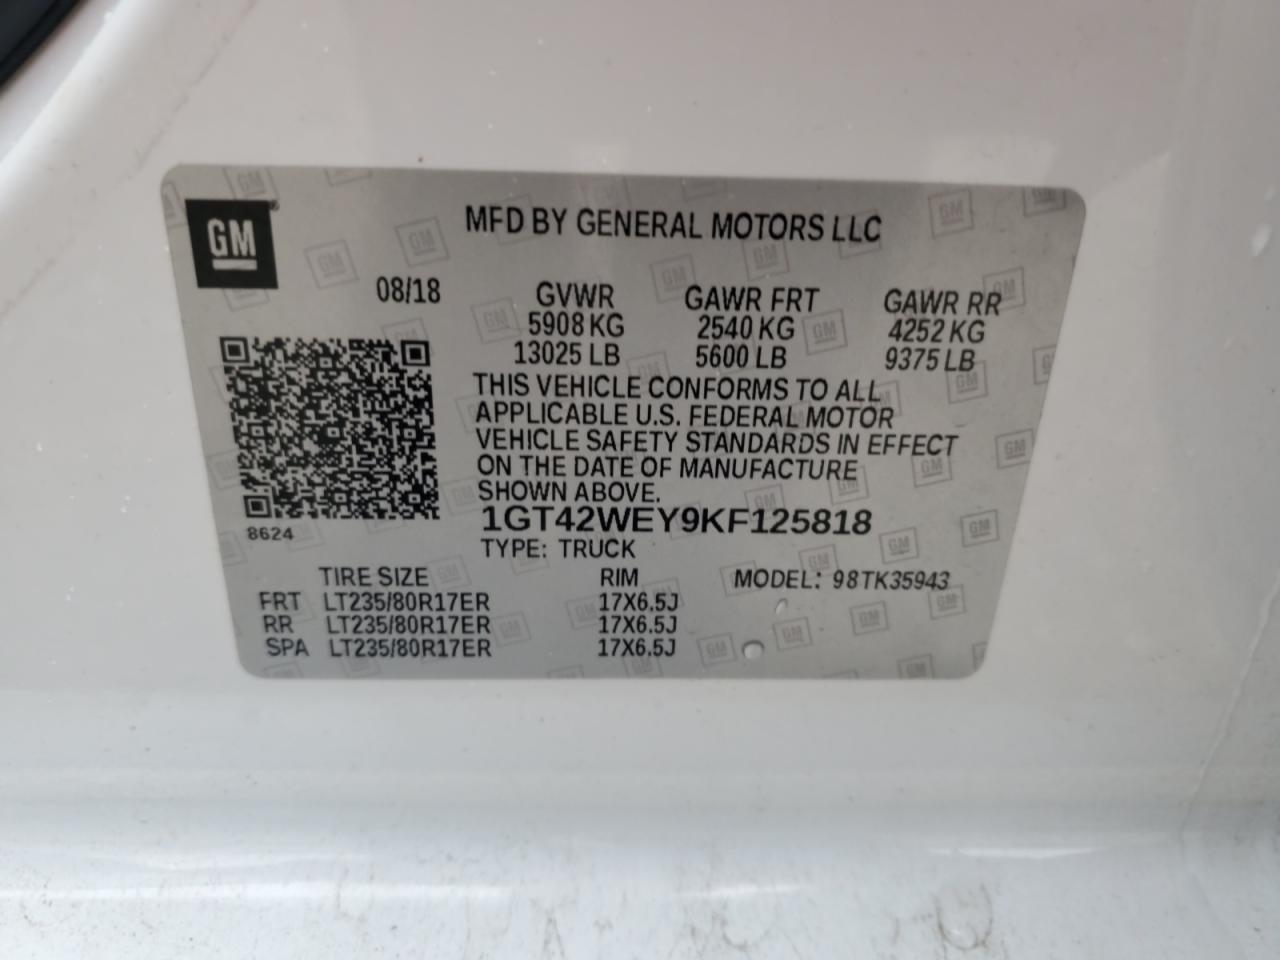 GM
MFD BY GENERAL MOTORS LLC
08/18 GVWR GAWR FRT GAWR RR
5908 KG 2540 KG 4252 KG
13025 LB 5600 LB 9375 LB
THIS VEHICLE CONFORMS TO ALL
APPLICABLE U.S. FEDERAL MOTOR
VEHICLE SAFETY STANDARDS IN EFFECT
ON THE DATE OF MANUFACTURE
SHOWN ABOVE.
8624
1GT42WEY9KF125818
TYPE: TRUCK
TIRE SIZE RIM MODEL: 98TK35943
FRT LT235/80R17ER 17X6.5J
RR LT235/80R17ER 17X6.5J
SPA LT235/80R17ER 17X6.5J